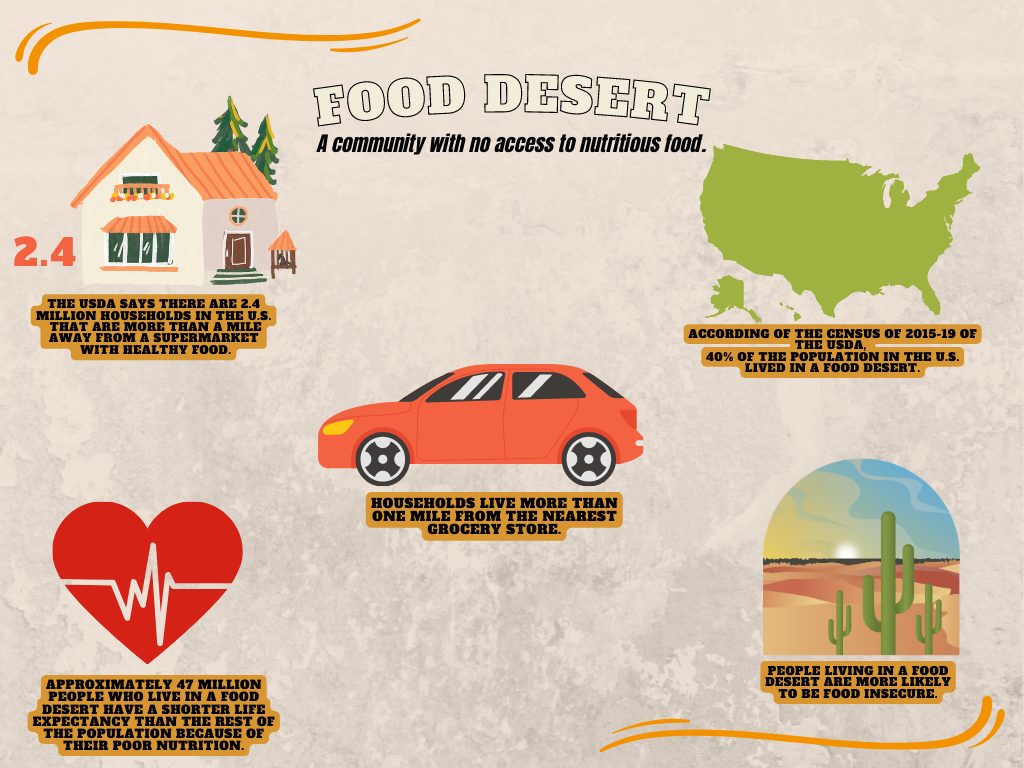 FOOD DESERT
A community with no access to nutritious food.
2.4
THE USDA SAYS THERE ARE 2.4
MILLION HOUSEHOLDS IN THE U.S.
THAT ARE MORE THAN A MILE
AWAY FROM A SUPERMARKET
WITH HEALTHY FOOD.
ACCORDING OF THE CENSUS OF 2015-19 OF
THE USDA,
40% OF THE POPULATION IN THE U.S.
LIVED IN A FOOD DESERT.
HOUSEHOLDS LIVE MORE THAN
ONE MILE FROM THE NEAREST
GROCERY STORE.
APPROXIMATELY 47 MILLION
PEOPLE WHO LIVE IN A FOOD
DESERT HAVE A SHORTER LIFE
EXPECTANCY THAN THE REST OF
THE POPULATION BECAUSE OF
THEIR POOR NUTRITION.
PEOPLE LIVING IN A FOOD
DESERT ARE MORE LIKELY
TO BE FOOD INSECURE.